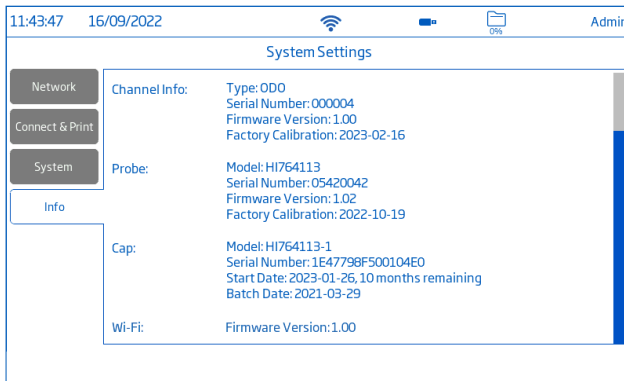 11:43:47 16/09/2022 0% Admin
System Settings
Network
Connect & Print
System
Info
Channel Info: Type: ODO
Serial Number: 000004
Firmware Version: 1.00
Factory Calibration: 2023-02-16
Probe: Model: HI764113
Serial Number: 05420042
Firmware Version: 1.02
Factory Calibration: 2022-10-19
Cap: Model: HI764113-1
Serial Number: 1E47798F500104E0
Start Date: 2023-01-26, 10 months remaining
Batch Date: 2021-03-29
Wi-Fi: Firmware Version: 1.00